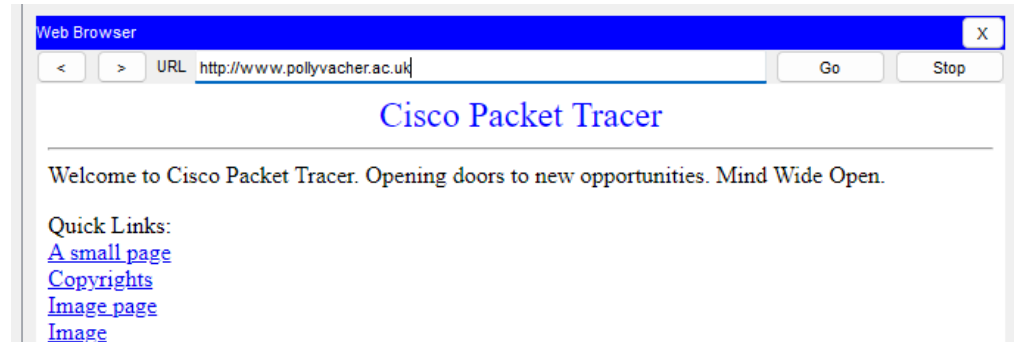 Web Browser X
< > URL http://www.pollyvacher.ac.uk Go Stop
Cisco Packet Tracer
Welcome to Cisco Packet Tracer. Opening doors to new opportunities. Mind Wide Open.
Quick Links:
A small page
Copyrights
Image page
Image